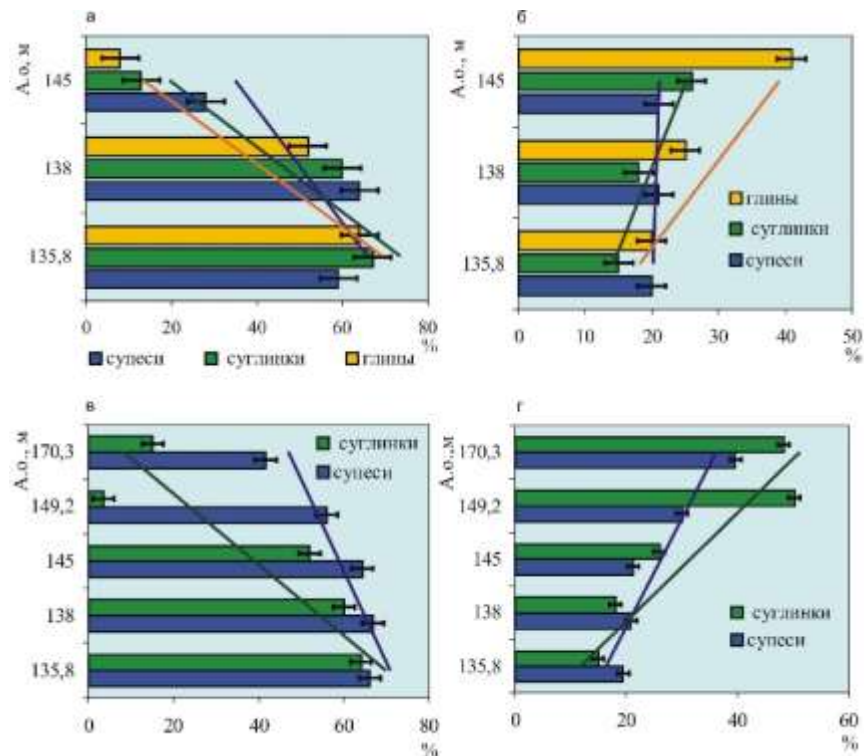 а
А.о, м
145
138
135,8
0 20 40 60 80
%
супеси суглинки глины
б
А.о., м
145
138
135,8
глины
суглинки
супеси
0 10 20 30 40 50
%
в
А.о.,м
170,3
149,2
145
138
135,8
суглинки
супеси
0 20 40 60 80
%
г
А.о.,м
170,3
149,2
145
138
135,8
суглинки
супеси
0 20 40 60
%